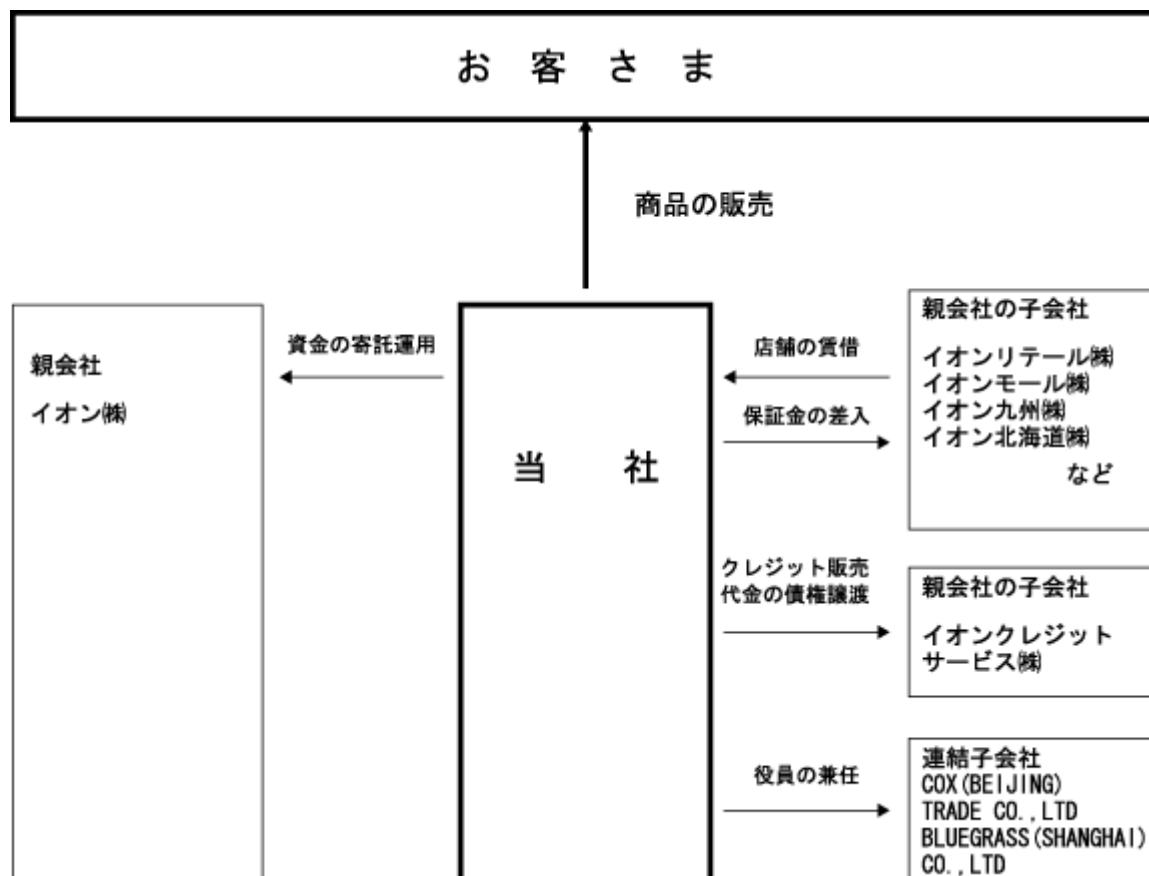 お客さま
商品の販売
親会社
イオン㈱
資金の寄託運用
当社
店舗の賃借
保証金の差入
親会社の子会社
イオンリテール㈱
イオンモール㈱
イオン九州㈱
イオン北海道㈱
など
クレジット販売
代金の債権譲渡
親会社の子会社
イオンクレジット
サービス㈱
役員の兼任
連結子会社
COX(BEIJING)
TRADE CO.,LTD
BLUEGRASS(SHANGHAI)
CO.,LTD